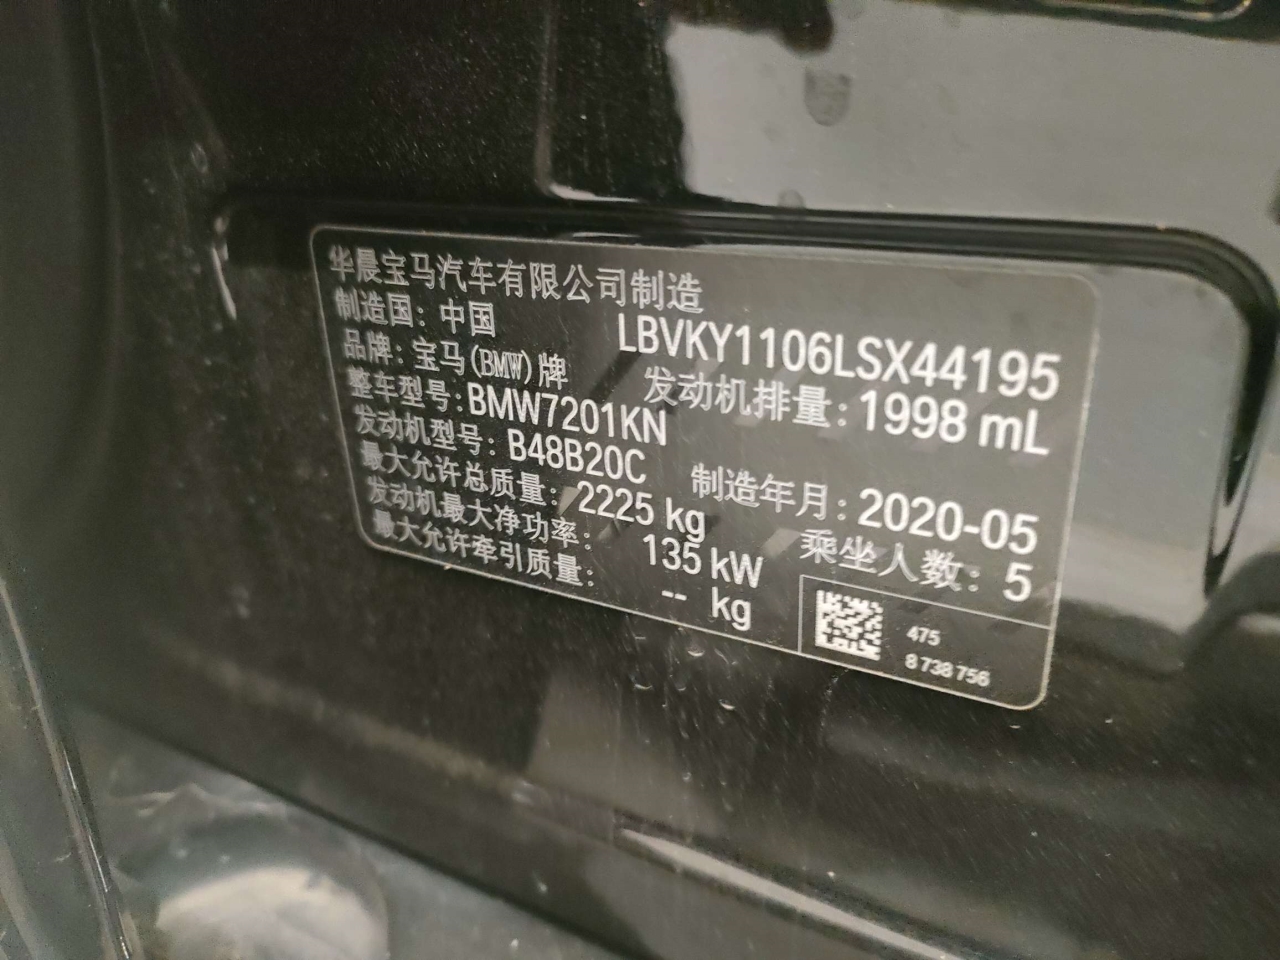 华晨宝马汽车有限公司制造
制造国：中国 LBVKY1106LSX44195
品牌：宝马(BMW)牌 发动机排量：1998 mL
整车型号：BMW7201KN
发动机型号：B48B20C 制造年月：2020-05
最大允许总质量：2225 kg 乘坐人数：5
发动机最大净功率：135 kW
最大允许牵引质量：-- kg
475
8 738 756